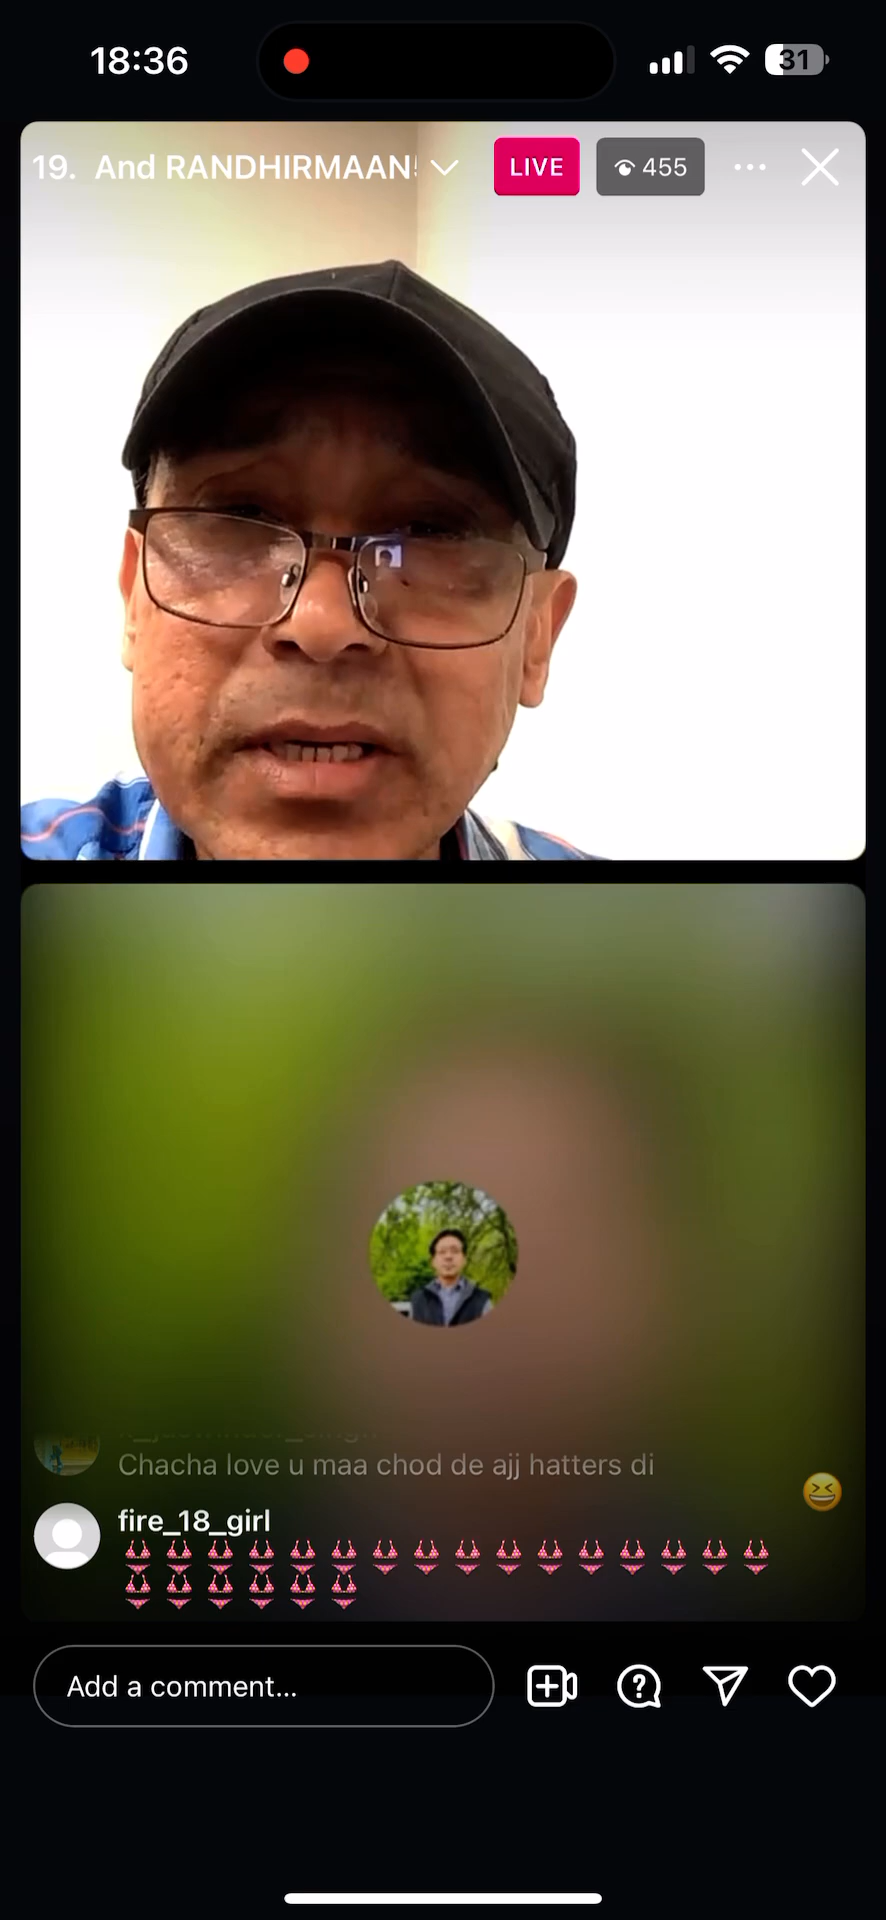 18:36
31
19. And RANDHIRMAAN
LIVE
455
Chacha love u maa chod de ajj hatters di
fire_18_girl
👙👙👙👙👙👙👙👙👙👙👙👙👙👙👙👙
👙👙👙👙👙👙
Add a comment...